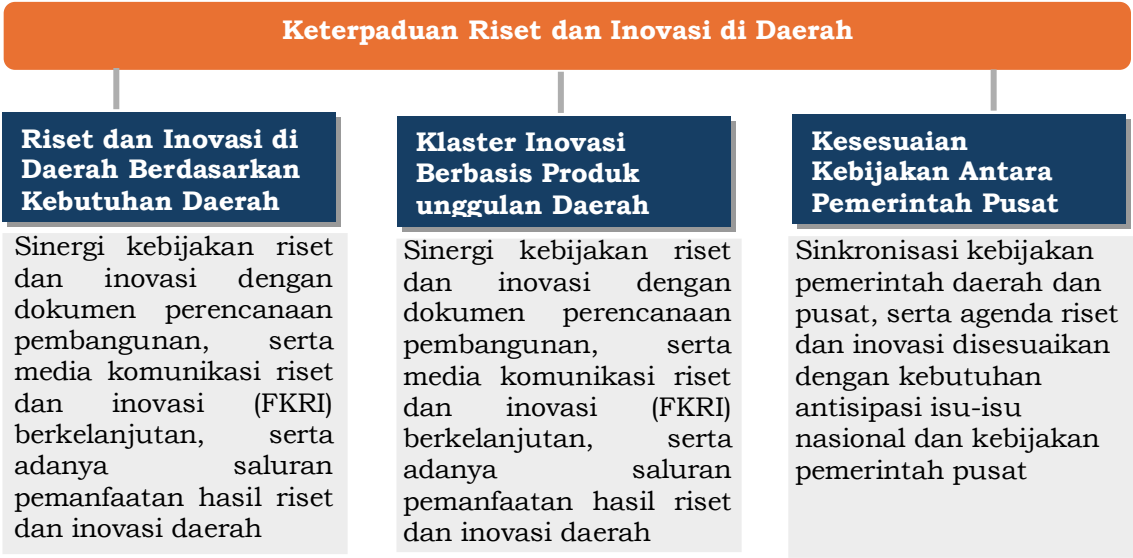 Keterpaduan Riset dan Inovasi di Daerah
Riset dan Inovasi di
Daerah Berdasarkan
Kebutuhan Daerah
Sinergi kebijakan riset
dan inovasi dengan
dokumen perencanaan
pembangunan, serta
media komunikasi riset
dan inovasi (FKRI)
berkelanjutan, serta
adanya saluran
pemanfaatan hasil riset
dan inovasi daerah
Klaster Inovasi
Berbasis Produk
unggulan Daerah
Sinergi kebijakan riset
dan inovasi dengan
dokumen perencanaan
pembangunan, serta
media komunikasi riset
dan inovasi (FKRI)
berkelanjutan, serta
adanya saluran
pemanfaatan hasil riset
dan inovasi daerah
Kesesuaian
Kebijakan Antara
Pemerintah Pusat
Sinkronisasi kebijakan
pemerintah daerah dan
pusat, serta agenda riset
dan inovasi disesuaikan
dengan kebutuhan
antisipasi isu-isu
nasional dan kebijakan
pemerintah pusat